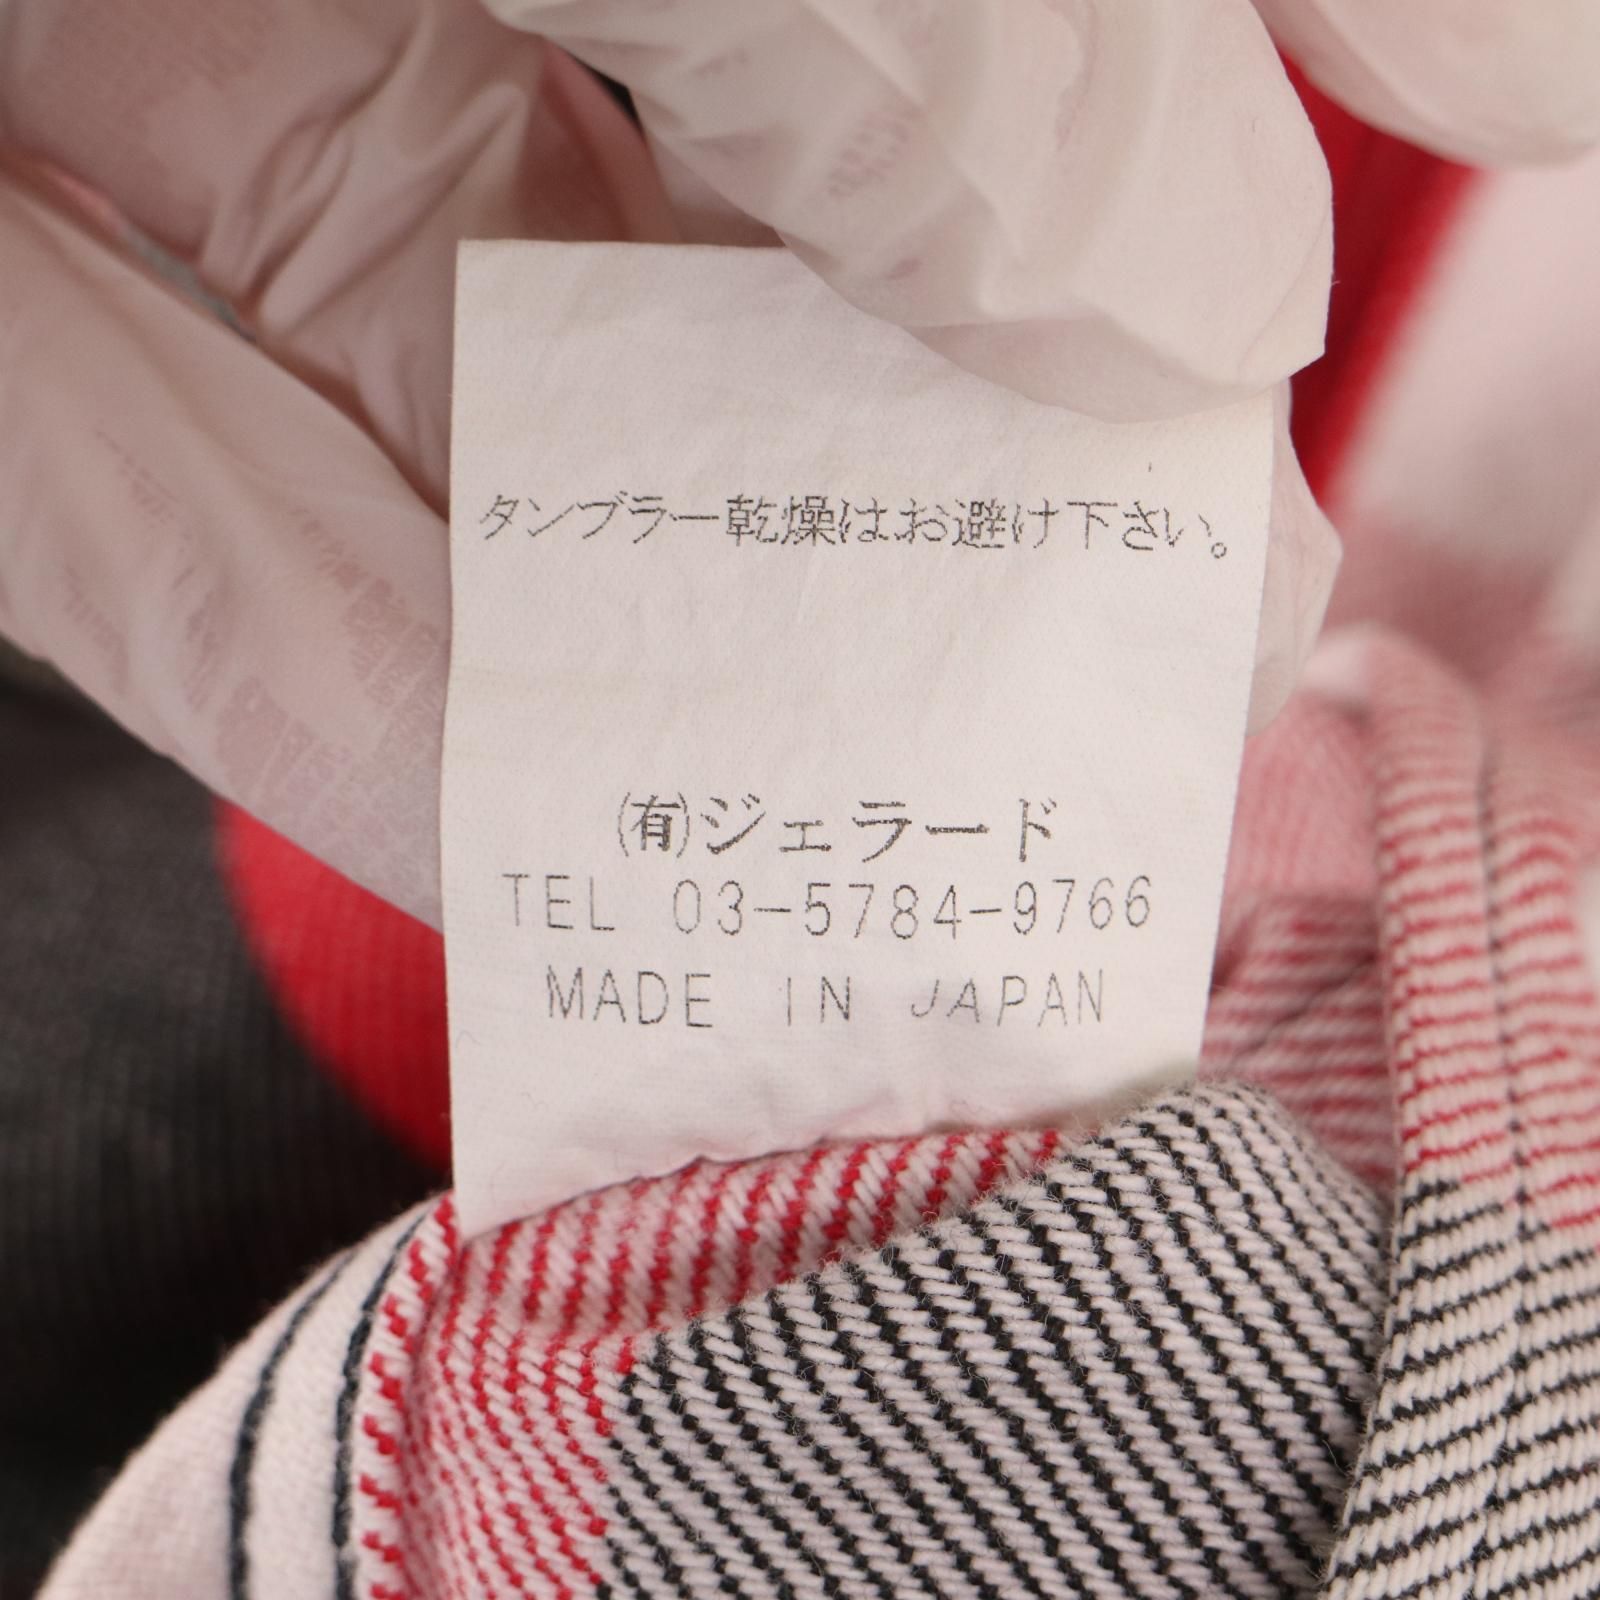 タンブラー乾燥はお避け下さい。
㈲ジェラード
TEL 03-5784-9766
MADE IN JAPAN